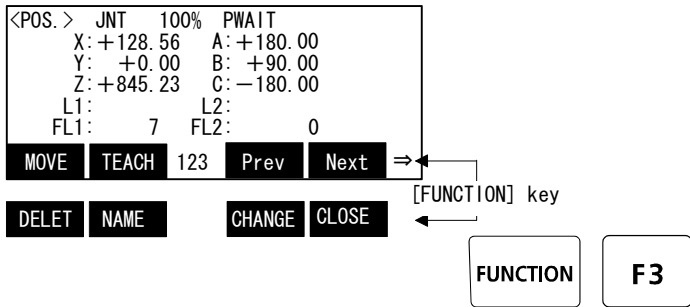 <POS.> JNT 100% PWAIT
X:+128.56 A:+180.00
Y: +0.00 B: +90.00
Z:+845.23 C:-180.00
L1: L2:
FL1: 7 FL2: 0
MOVE TEACH 123 Prev Next ⇒
[FUNCTION] key
DELET NAME CHANGE CLOSE
FUNCTION F3